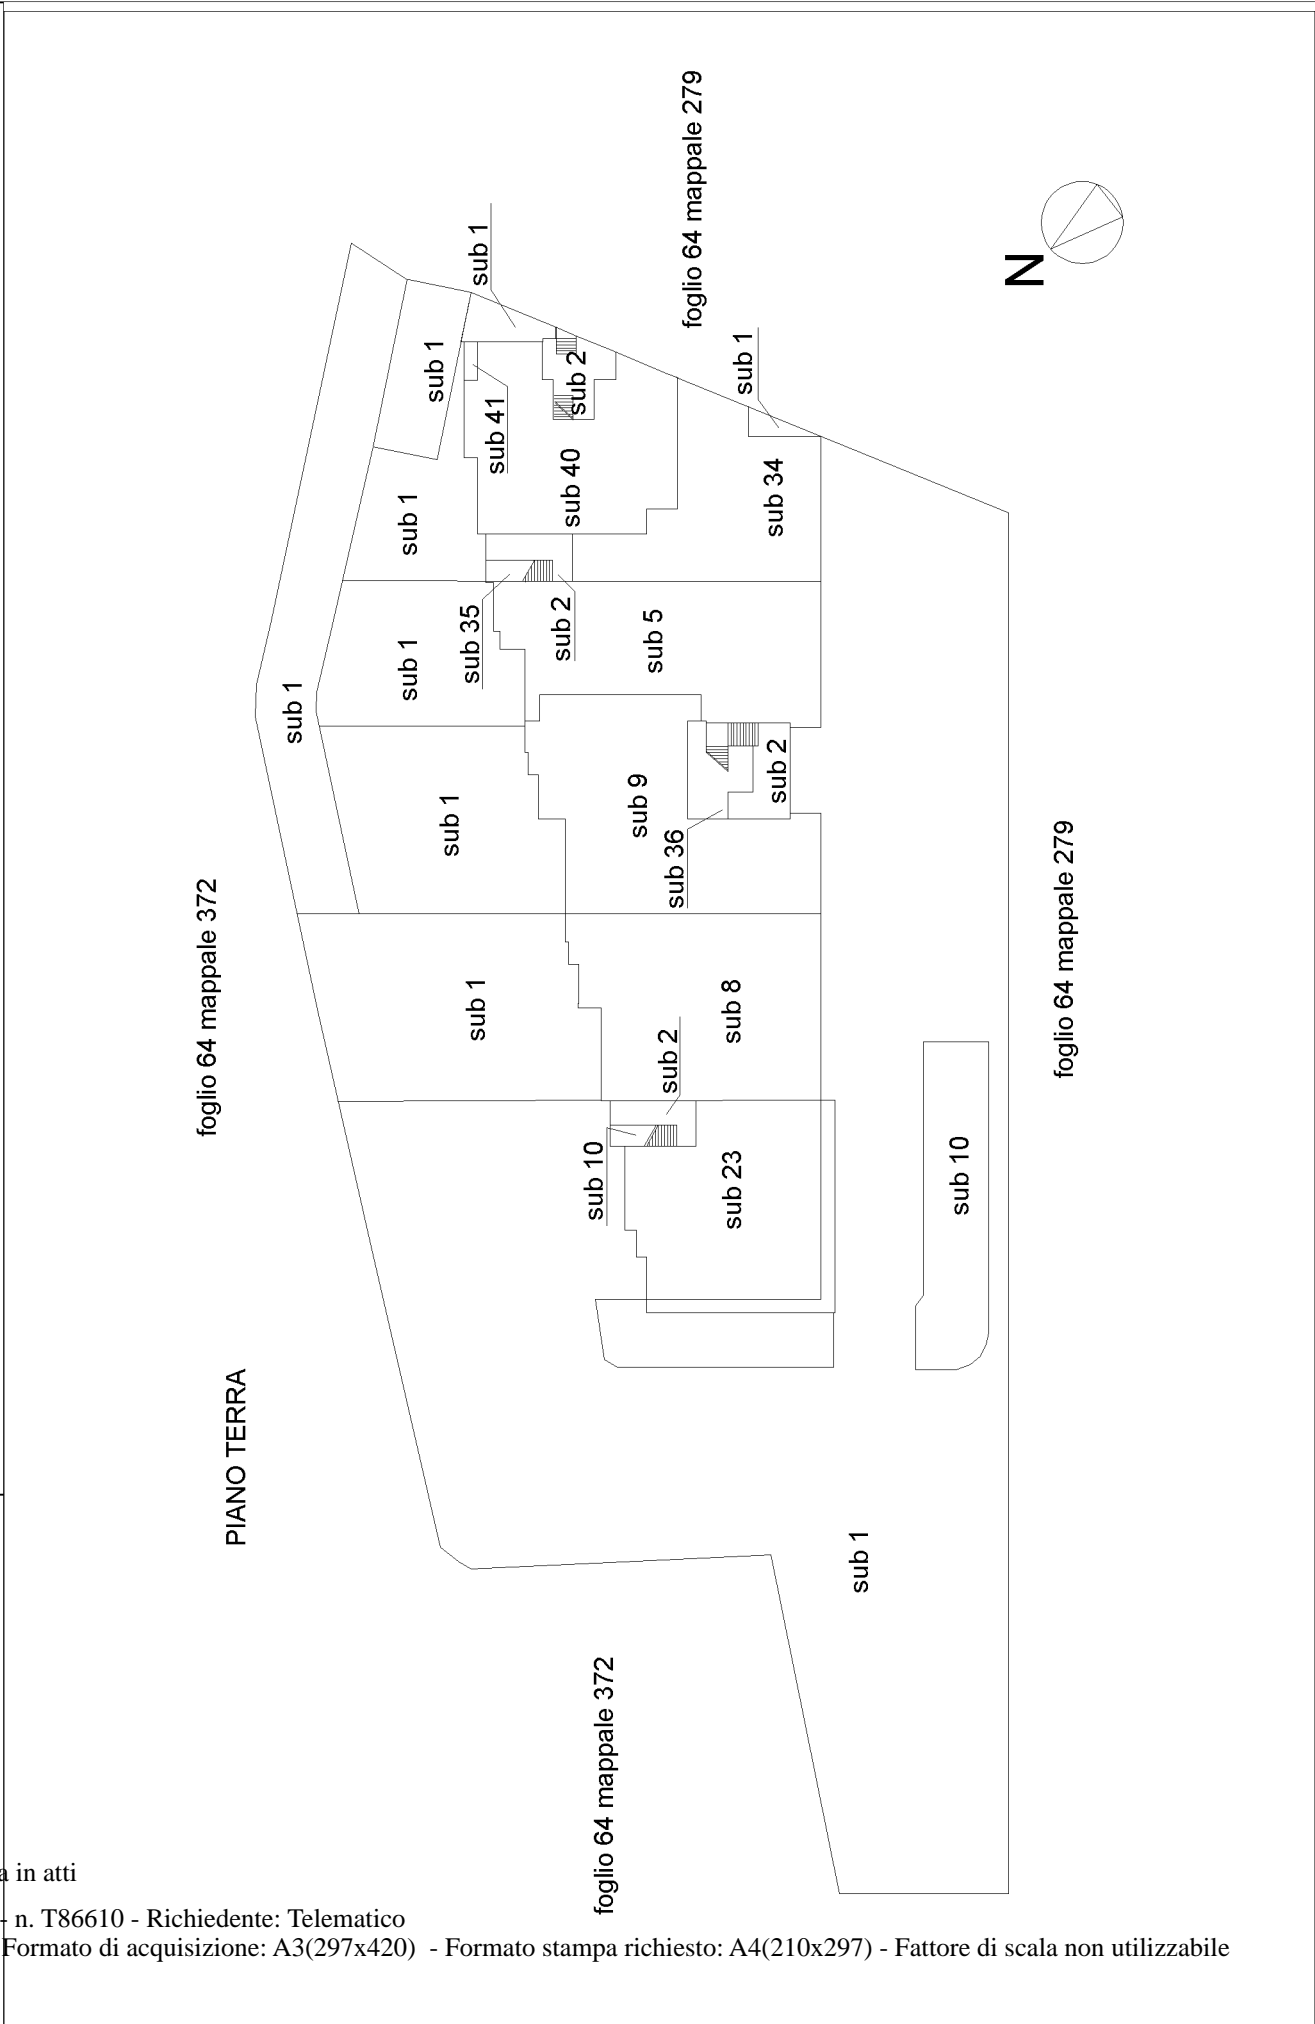 foglio 64 mappale 279
N
sub 1
sub 1
sub 1
sub 2
sub 41
sub 40
sub 34
sub 1
sub 35
sub 2
sub 5
sub 1
sub 1
sub 9
sub 2
sub 1
sub 36
foglio 64 mappale 372
foglio 64 mappale 279
sub 1
sub 8
sub 2
sub 10
sub 23
sub 10
PIANO TERRA
sub 1
foglio 64 mappale 372
in atti
- n. T86610 - Richiedente: Telematico
Formato di acquisizione: A3(297x420) - Formato stampa richiesto: A4(210x297) - Fattore di scala non utilizzabile